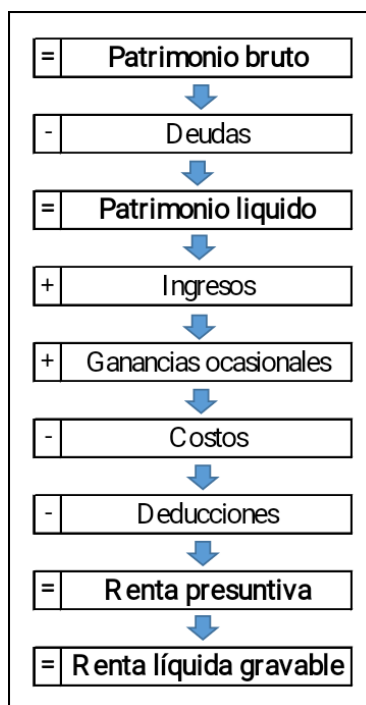 = Patrimonio bruto
- Deudas
= Patrimonio liquido
+ Ingresos
+ Ganancias ocasionales
- Costos
- Deducciones
= Renta presuntiva
= Renta líquida gravable